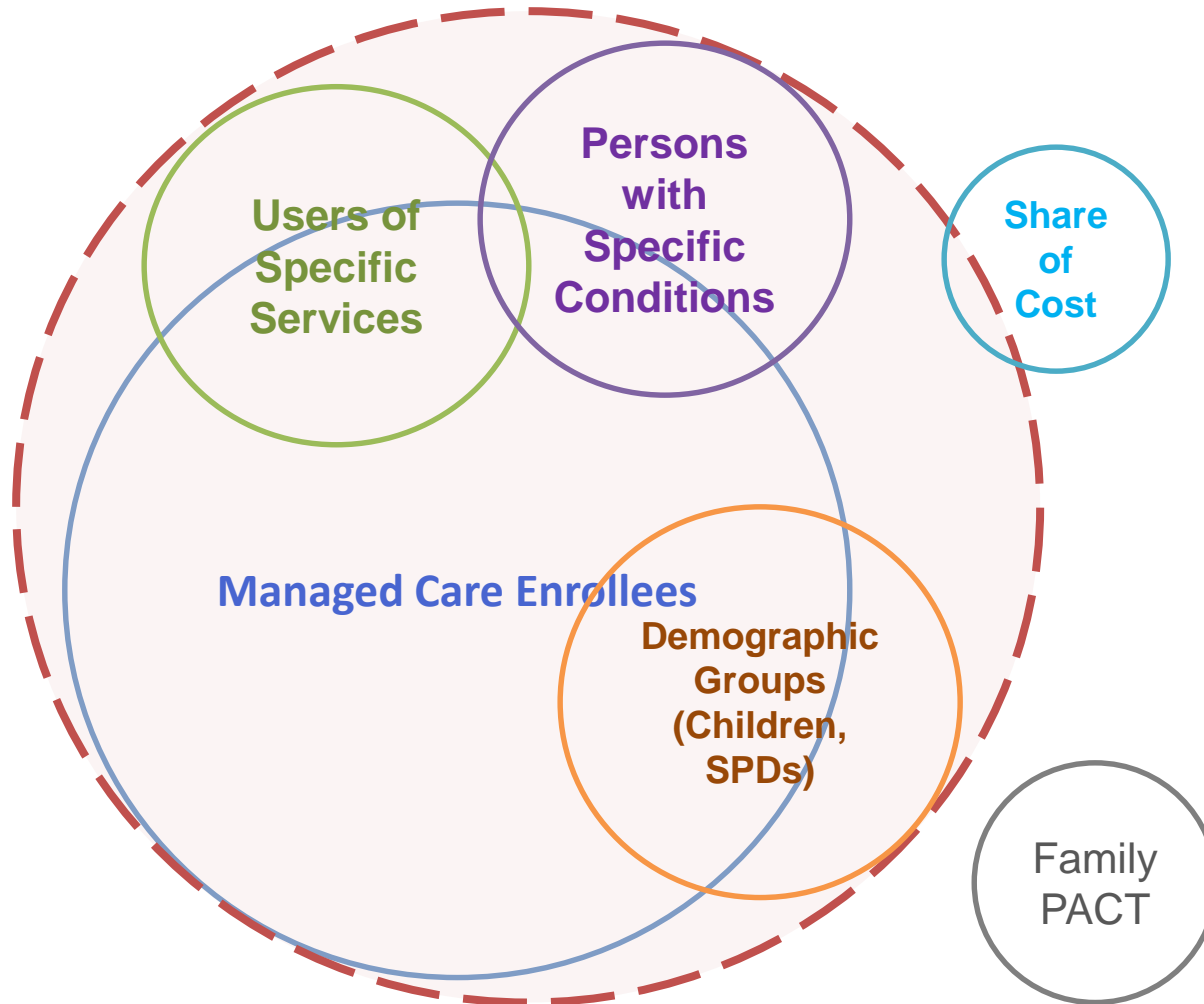 Users of
Specific
Services
Persons
with
Specific
Conditions
Share
of
Cost
Managed Care Enrollees
Demographic
Groups
(Children,
SPDs)
Family
PACT